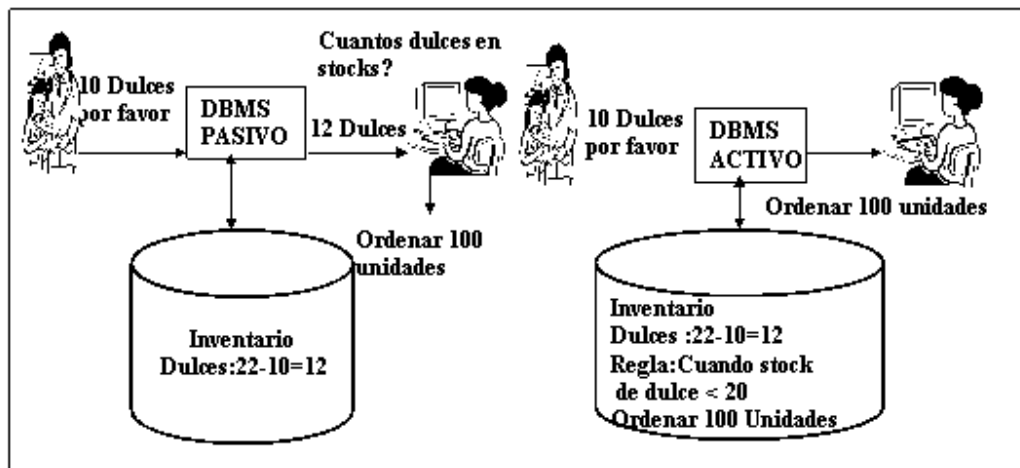 10 Dulces
por favor
DBMS
PASIVO
Cuantos dulces en
stocks?
12 Dulces
Ordenar 100
unidades
Inventario
Dulces:22-10=12
10 Dulces
por favor
DBMS
ACTIVO
Ordenar 100 unidades
Inventario
Dulces :22-10=12
Regla:Cuando stock
de dulce < 20
Ordenar 100 Unidades